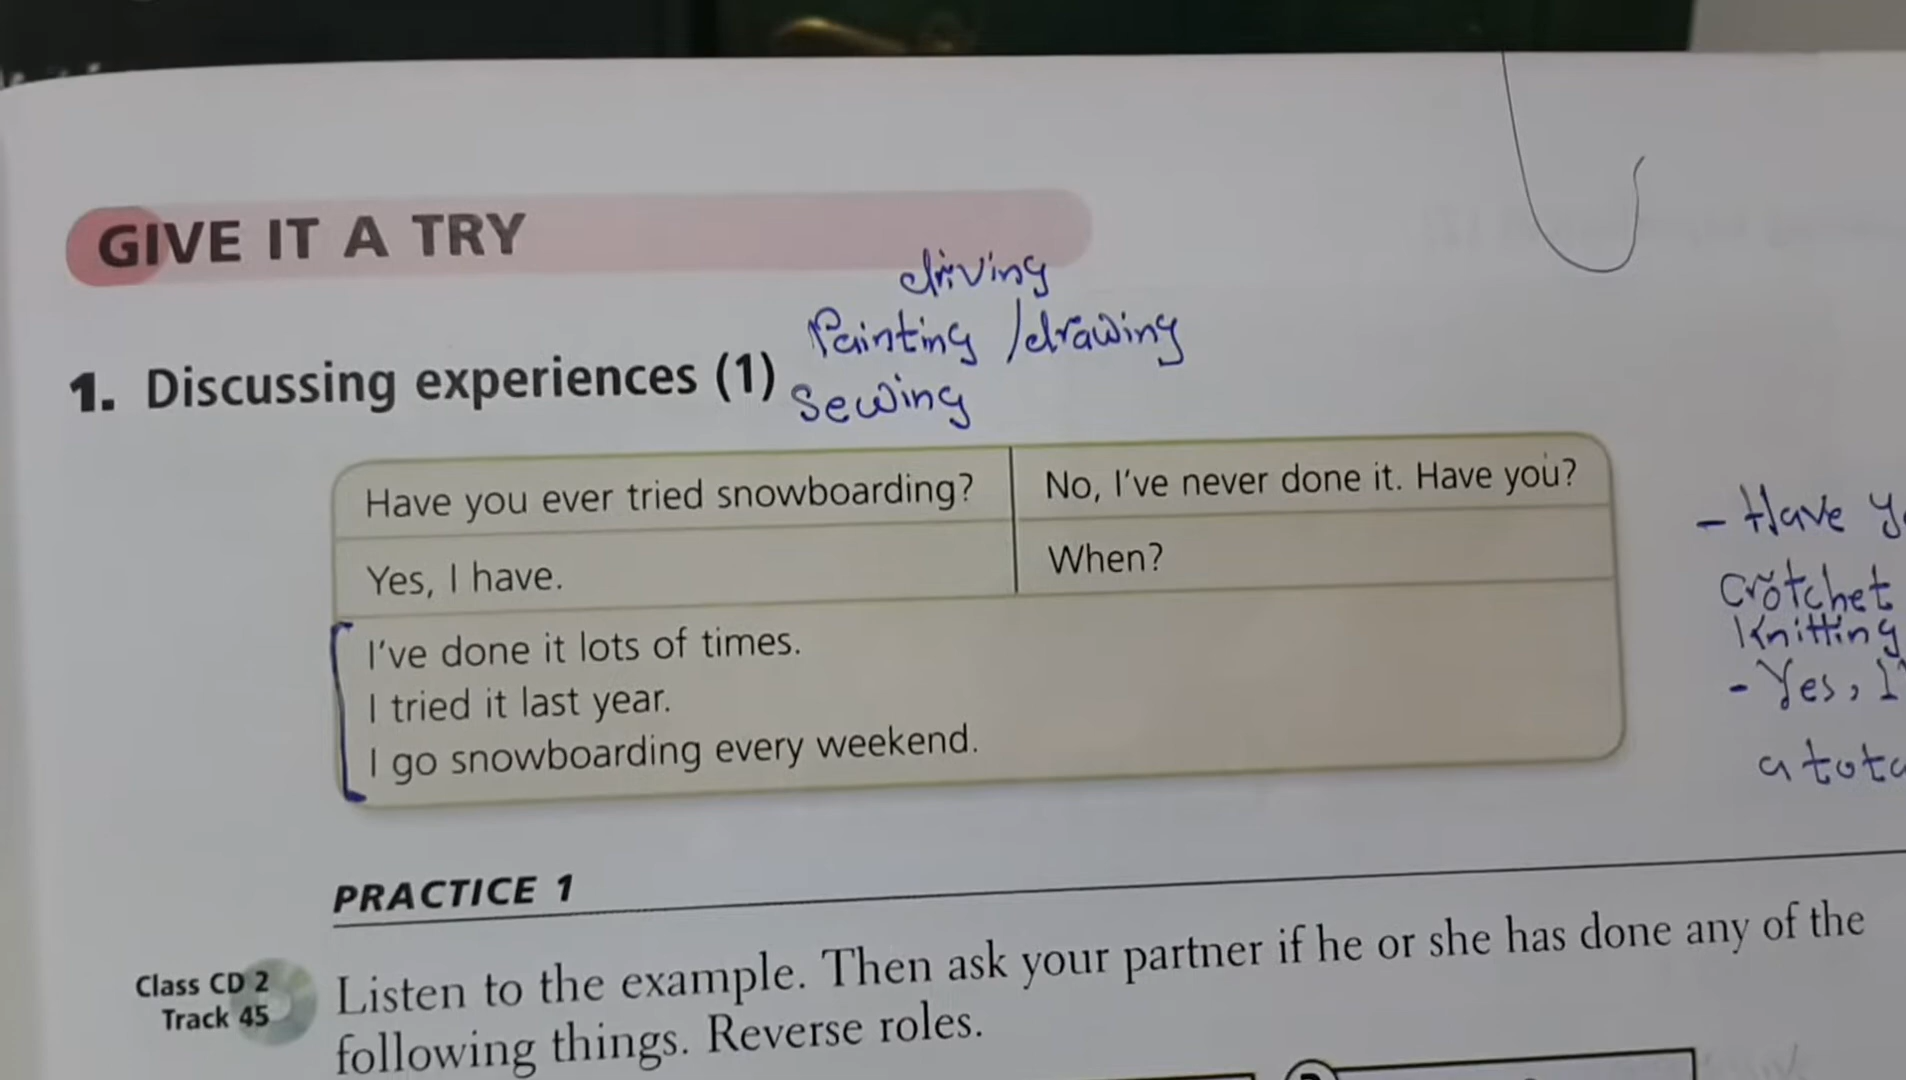 GIVE IT A TRY
driving
Painting / drawing
1. Discussing experiences (1)
sewing
Have you ever tried snowboarding?
No, I've never done it. Have you?
Yes, I have.
When?
I've done it lots of times.
I tried it last year.
I go snowboarding every weekend.
- Have
crotchet
Knitting
- Yes, I
a
PRACTICE 1
Class CD 2
Track 45
Listen to the example. Then ask your partner if he or she has done any of the
following things. Reverse roles.